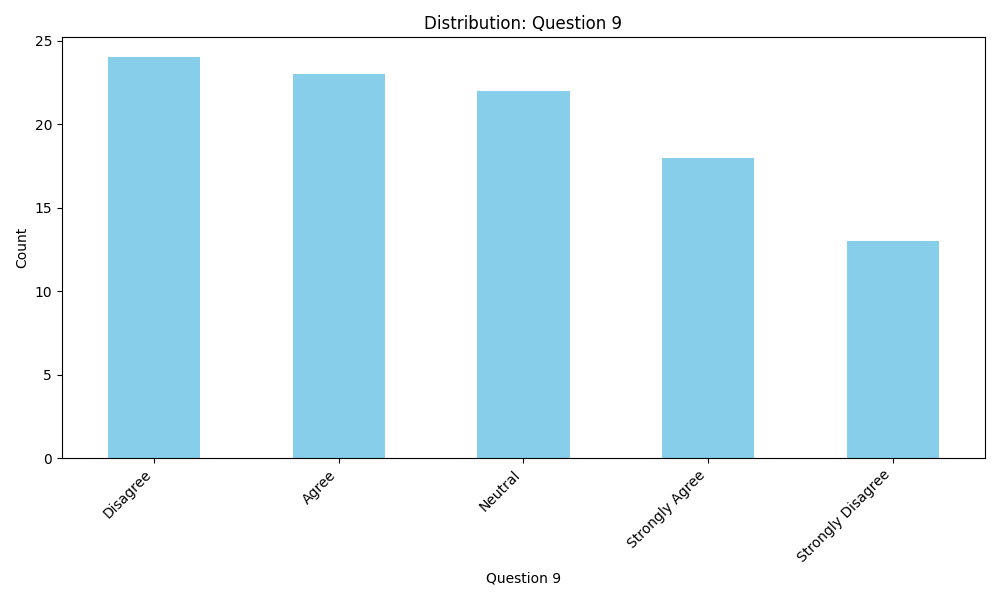 Distribution: Question 9
25
20
15
10
5
0
Count
Disagree
Agree
Neutral
Strongly Agree
Strongly Disagree
Question 9